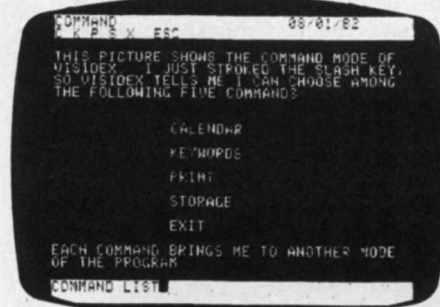 COMMAND 08/01/82
C K P S X ESC
THIS PICTURE SHOWS THE COMMAND MODE OF
VISIDEX. I JUST STROKED THE SLASH KEY,
SO VISIDEX TELLS ME I CAN CHOOSE AMONG
THE FOLLOWING FIVE COMMANDS
CALENDAR
KEYWORDS
PRINT
STORAGE
EXIT
EACH COMMAND BRINGS ME TO ANOTHER MODE
OF THE PROGRAM
COMMAND LIST